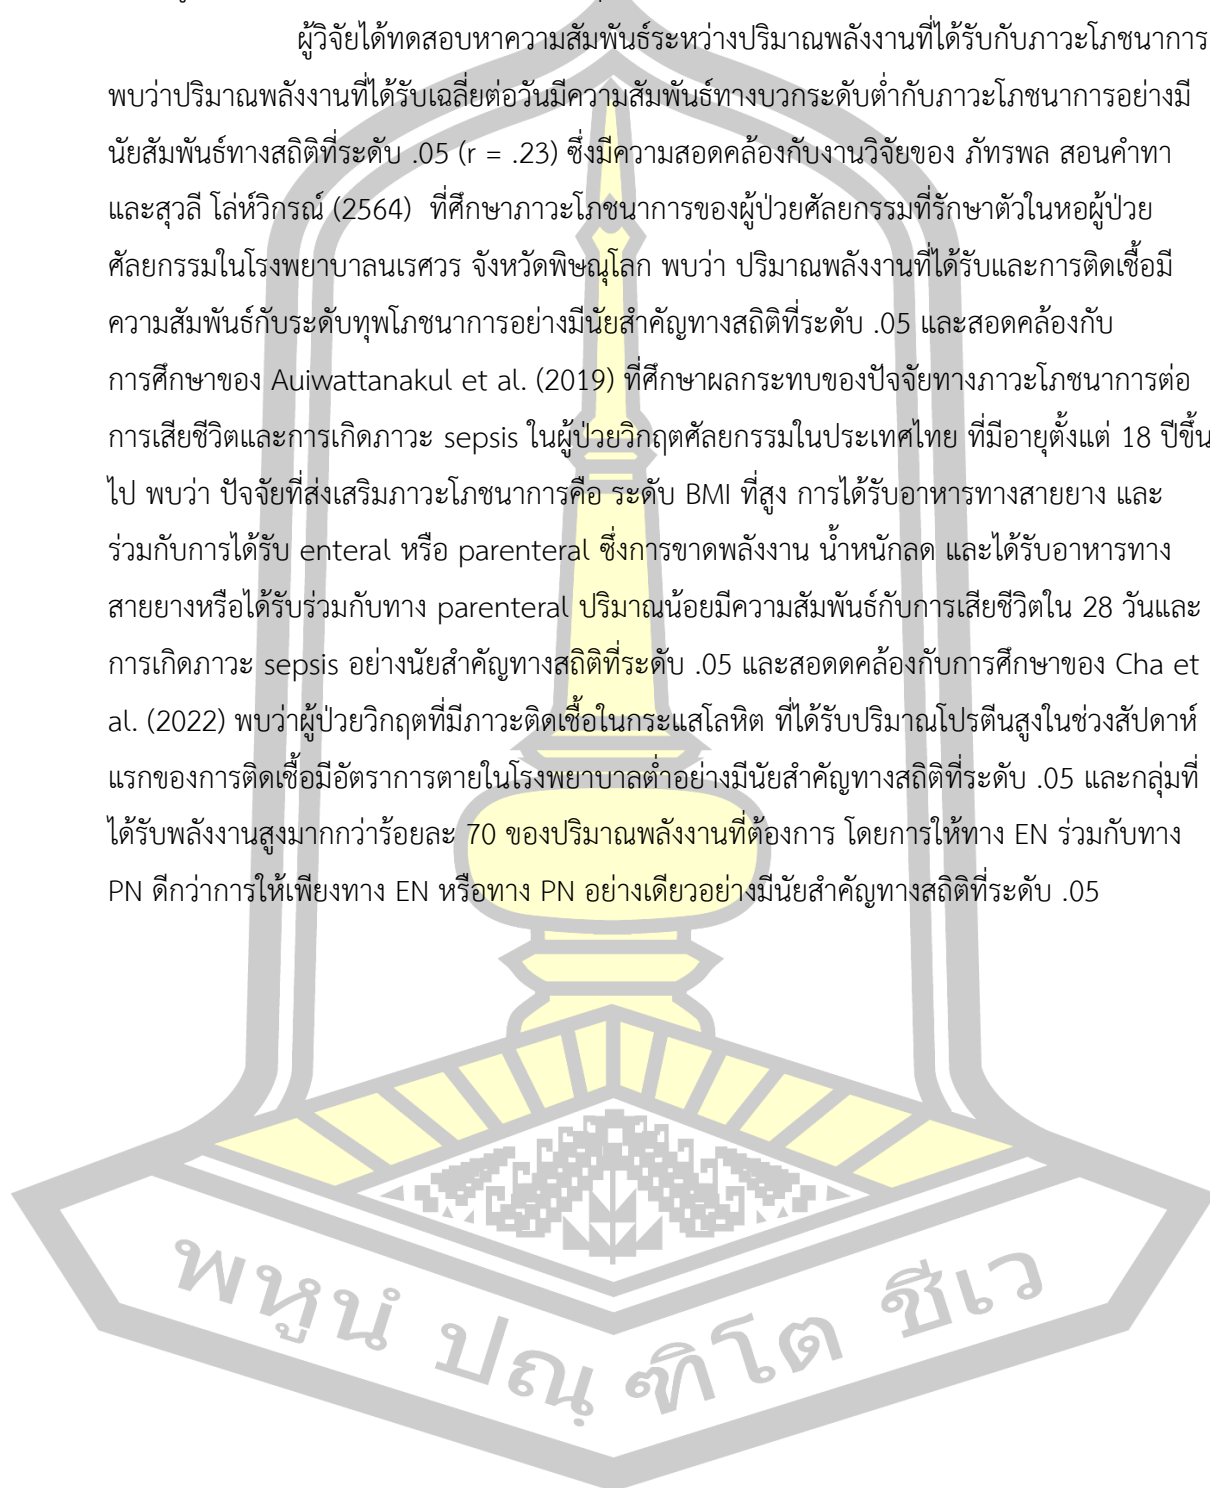 ผู้วิจัยได้ทดสอบหาความสัมพันธ์ระหว่างปริมาณพลังงานที่ได้รับกับภาวะโภชนาการ
พบว่าปริมาณพลังงานที่ได้รับเฉลี่ยต่อวันมีความสัมพันธ์ทางบวกระดับต่ำกับภาวะโภชนาการอย่างมี
นัยสัมพันธ์ทางสถิติที่ระดับ .05 (r = .23) ซึ่งมีความสอดคล้องกับงานวิจัยของ ภัทรพล สอนคำทา
และสุวลี โล่ห์วิกรณ์ (2564) ที่ศึกษาภาวะโภชนาการของผู้ป่วยศัลยกรรมที่รักษาตัวในหอผู้ป่วย
ศัลยกรรมในโรงพยาบาลนเรศวร จังหวัดพิษณุโลก พบว่า ปริมาณพลังงานที่ได้รับและการติดเชื้อมี
ความสัมพันธ์กับระดับทุพโภชนาการอย่างมีนัยสำคัญทางสถิติที่ระดับ .05 และสอดคล้องกับ
การศึกษาของ Auiwattanakul et al. (2019) ที่ศึกษาผลกระทบของปัจจัยทางภาวะโภชนาการต่อ
การเสียชีวิตและการเกิดภาวะ sepsis ในผู้ป่วยวิกฤตศัลยกรรมในประเทศไทย ที่มีอายุตั้งแต่ 18 ปีขึ้น
ไป พบว่า ปัจจัยที่ส่งเสริมภาวะโภชนาการคือ ระดับ BMI ที่สูง การได้รับอาหารทางสายยาง และ
ร่วมกับการได้รับ enteral หรือ parenteral ซึ่งการขาดพลังงาน น้ำหนักลด และได้รับอาหารทาง
สายยางหรือได้รับร่วมกับทาง parenteral ปริมาณน้อยมีความสัมพันธ์กับการเสียชีวิตใน 28 วันและ
การเกิดภาวะ sepsis อย่างนัยสำคัญทางสถิติที่ระดับ .05 และสอดดคล้องกับการศึกษาของ Cha et
al. (2022) พบว่าผู้ป่วยวิกฤตที่มีภาวะติดเชื้อในกระแสโลหิต ที่ได้รับปริมาณโปรตีนสูงในช่วงสัปดาห์
แรกของการติดเชื้อมีอัตราการตายในโรงพยาบาลต่ำอย่างมีนัยสำคัญทางสถิติที่ระดับ .05 และกลุ่มที่
ได้รับพลังงานสูงมากกว่าร้อยละ 70 ของปริมาณพลังงานที่ต้องการ โดยการให้ทาง EN ร่วมกับทาง
PN ดีกว่าการให้เพียงทาง EN หรือทาง PN อย่างเดียวอย่างมีนัยสำคัญทางสถิติที่ระดับ .05
พหูนํ ปณฺฑิโต ชีเว